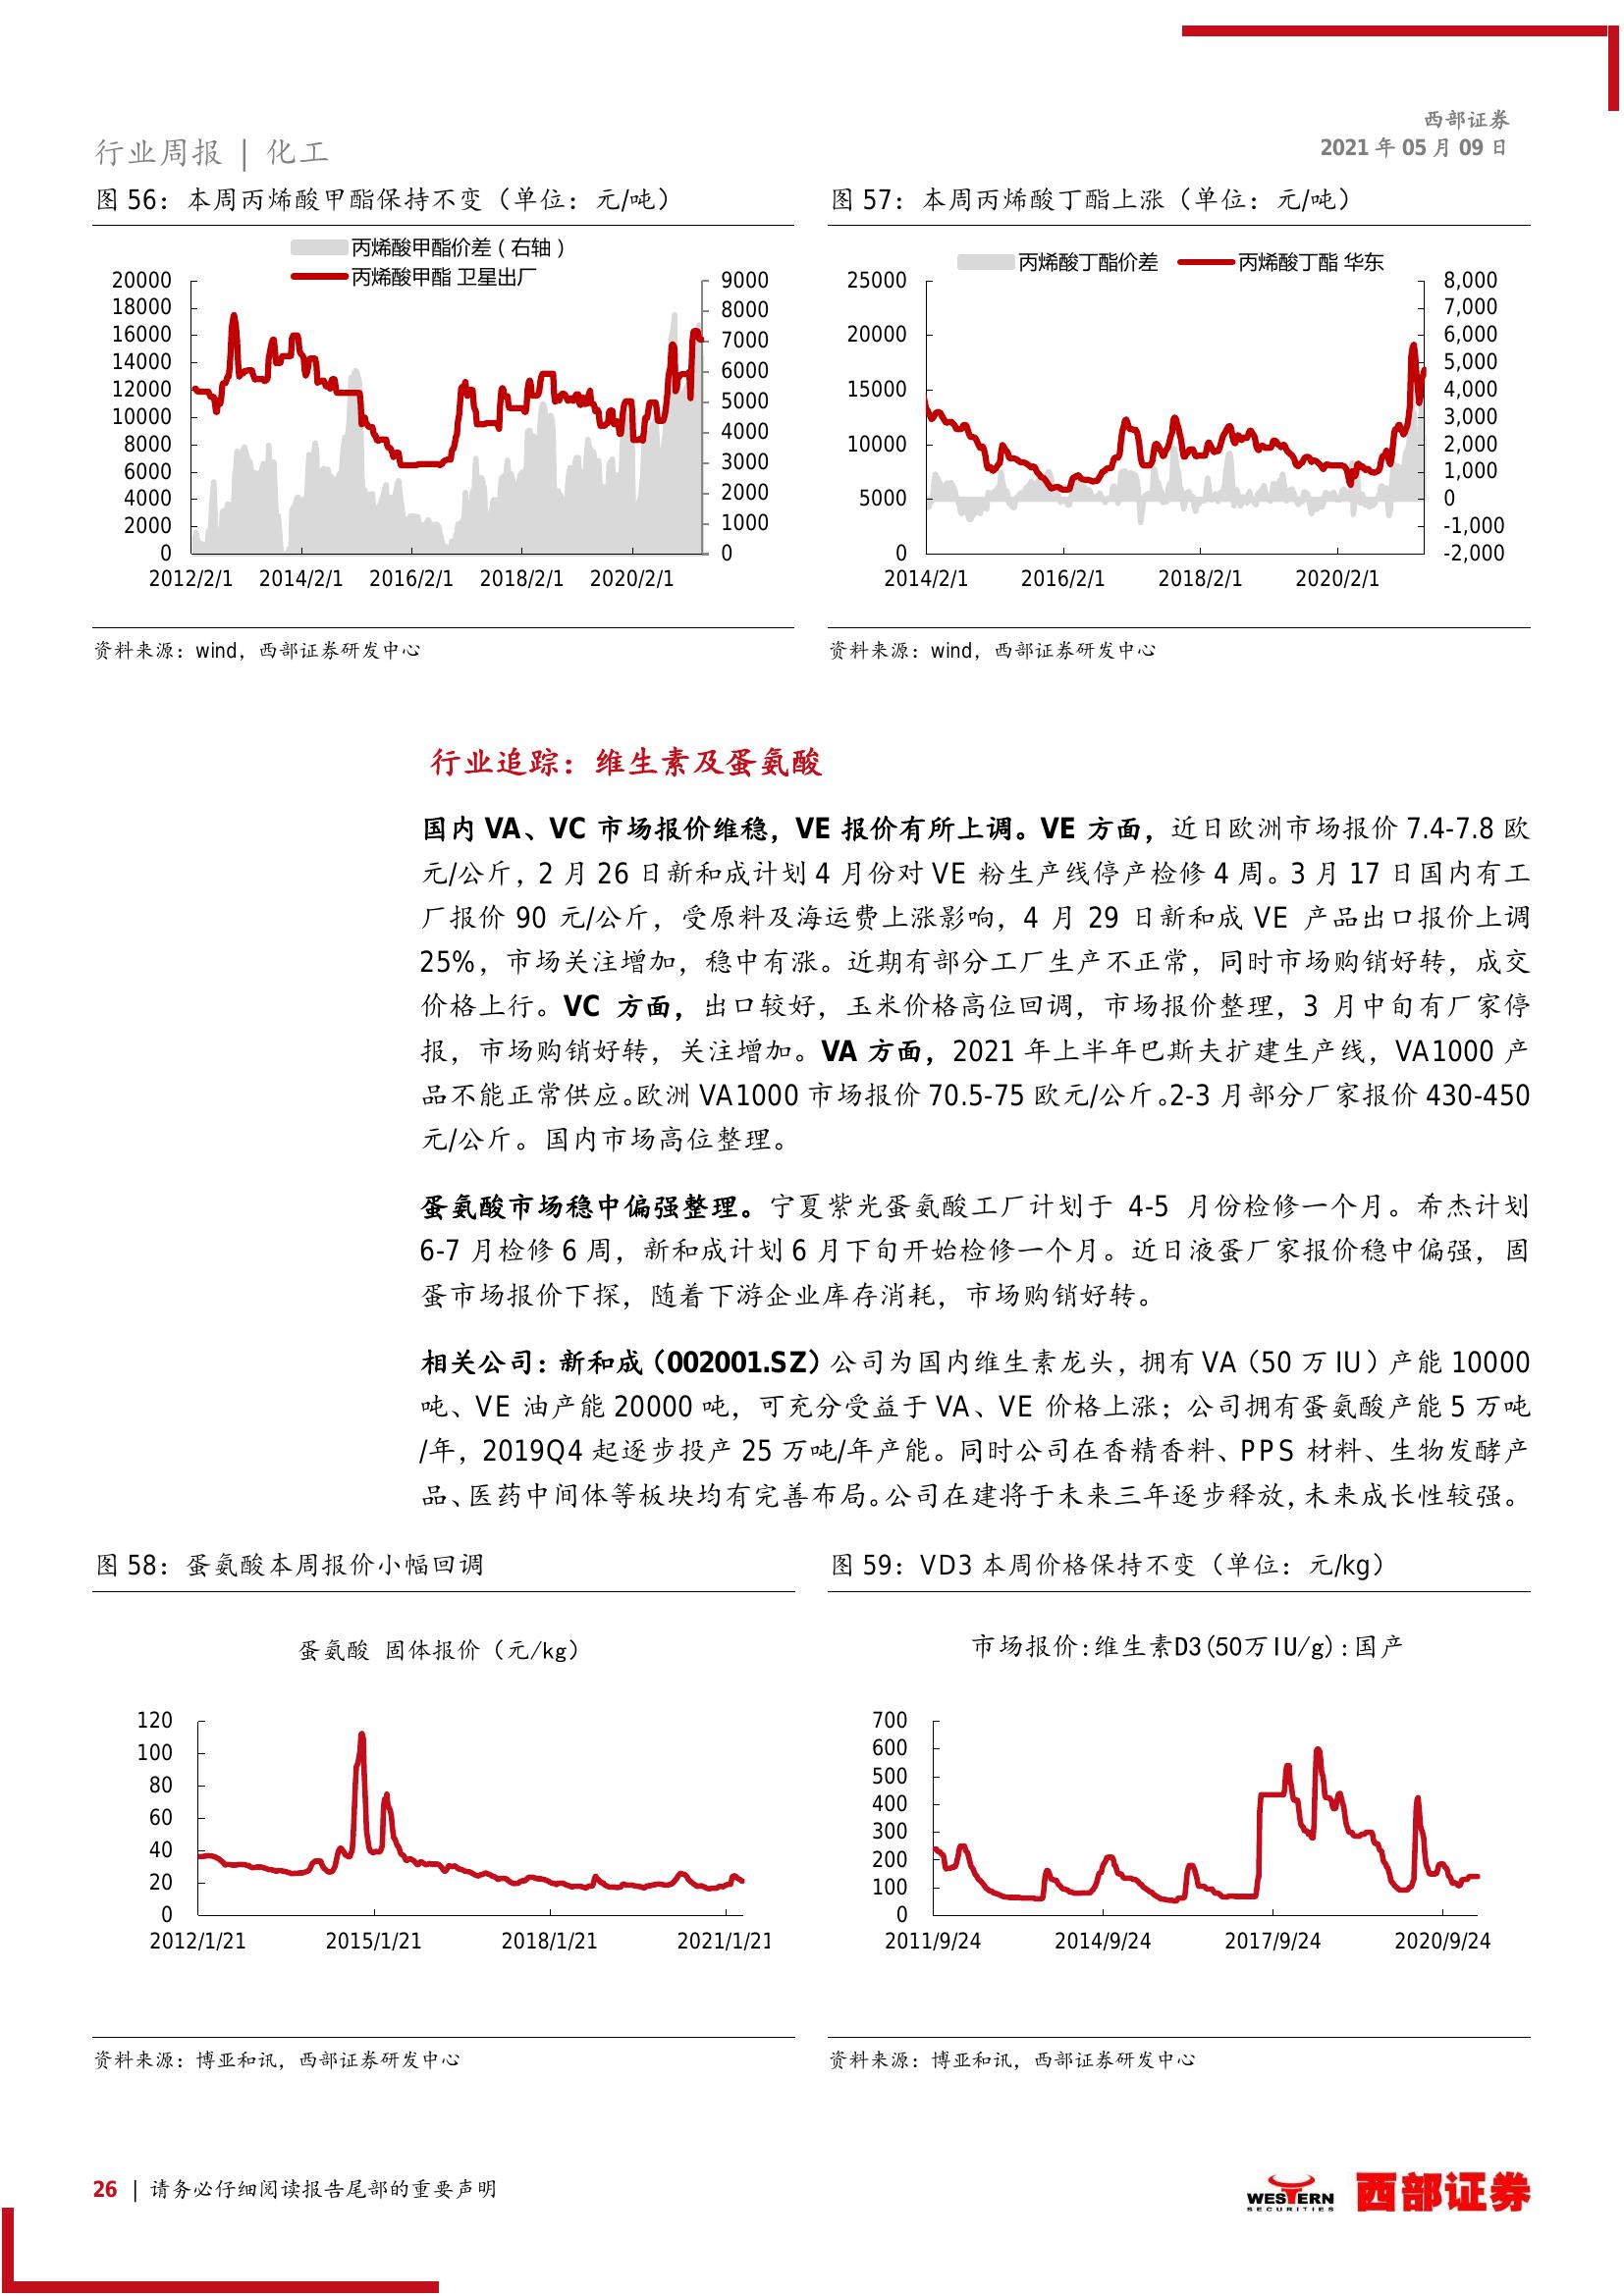 西部证券
2021 年 05 月 09 日
行业周报 | 化工
图 56：本周丙烯酸甲酯保持不变（单位：元/吨）
丙烯酸甲酯价差（右轴）
丙烯酸甲酯 卫星出厂
20000
18000
16000
14000
12000
10000
8000
6000
4000
2000
0
9000
8000
7000
6000
5000
4000
3000
2000
1000
0
2012/2/1 2014/2/1 2016/2/1 2018/2/1 2020/2/1
资料来源：wind，西部证券研发中心
图 57：本周丙烯酸丁酯上涨（单位：元/吨）
丙烯酸丁酯价差 丙烯酸丁酯 华东
25000
20000
15000
10000
5000
0
8,000
7,000
6,000
5,000
4,000
3,000
2,000
1,000
0
-1,000
-2,000
2014/2/1 2016/2/1 2018/2/1 2020/2/1
资料来源：wind，西部证券研发中心
行业追踪：维生素及蛋氨酸
国内 VA、VC 市场报价维稳，VE 报价有所上调。VE 方面，近日欧洲市场报价 7.4-7.8 欧
元/公斤，2 月 26 日新和成计划 4 月份对 VE 粉生产线停产检修 4 周。3 月 17 日国内有工
厂报价 90 元/公斤，受原料及海运费上涨影响，4 月 29 日新和成 VE 产品出口报价上调
25%，市场关注增加，稳中有涨。近期有部分工厂生产不正常，同时市场购销好转，成交
价格上行。VC 方面，出口较好，玉米价格高位回调，市场报价整理，3 月中旬有厂家停
报，市场购销好转，关注增加。VA 方面，2021 年上半年巴斯夫扩建生产线，VA1000 产
品不能正常供应。欧洲 VA1000 市场报价 70.5-75 欧元/公斤。2-3 月部分厂家报价 430-450
元/公斤。国内市场高位整理。
蛋氨酸市场稳中偏强整理。宁夏紫光蛋氨酸工厂计划于 4-5 月份检修一个月。希杰计划
6-7 月检修 6 周，新和成计划 6 月下旬开始检修一个月。近日液蛋厂家报价稳中偏强，固
蛋市场报价下探，随着下游企业库存消耗，市场购销好转。
相关公司：新和成（002001.SZ）公司为国内维生素龙头，拥有 VA（50 万 IU）产能 10000
吨、VE 油产能 20000 吨，可充分受益于 VA、VE 价格上涨；公司拥有蛋氨酸产能 5 万吨
/年，2019Q4 起逐步投产 25 万吨/年产能。同时公司在香精香料、PPS 材料、生物发酵产
品、医药中间体等板块均有完善布局。公司在建将于未来三年逐步释放，未来成长性较强。
图 58：蛋氨酸本周报价小幅回调
蛋氨酸 固体报价（元/kg）
120
100
80
60
40
20
0
2012/1/21 2015/1/21 2018/1/21 2021/1/21
资料来源：博亚和讯，西部证券研发中心
图 59：VD3 本周价格保持不变（单位：元/kg）
市场报价:维生素D3(50万IU/g):国产
700
600
500
400
300
200
100
0
2011/9/24 2014/9/24 2017/9/24 2020/9/24
资料来源：博亚和讯，西部证券研发中心
26 | 请务必仔细阅读报告尾部的重要声明
WESTERN
SECURITIES
西部证券